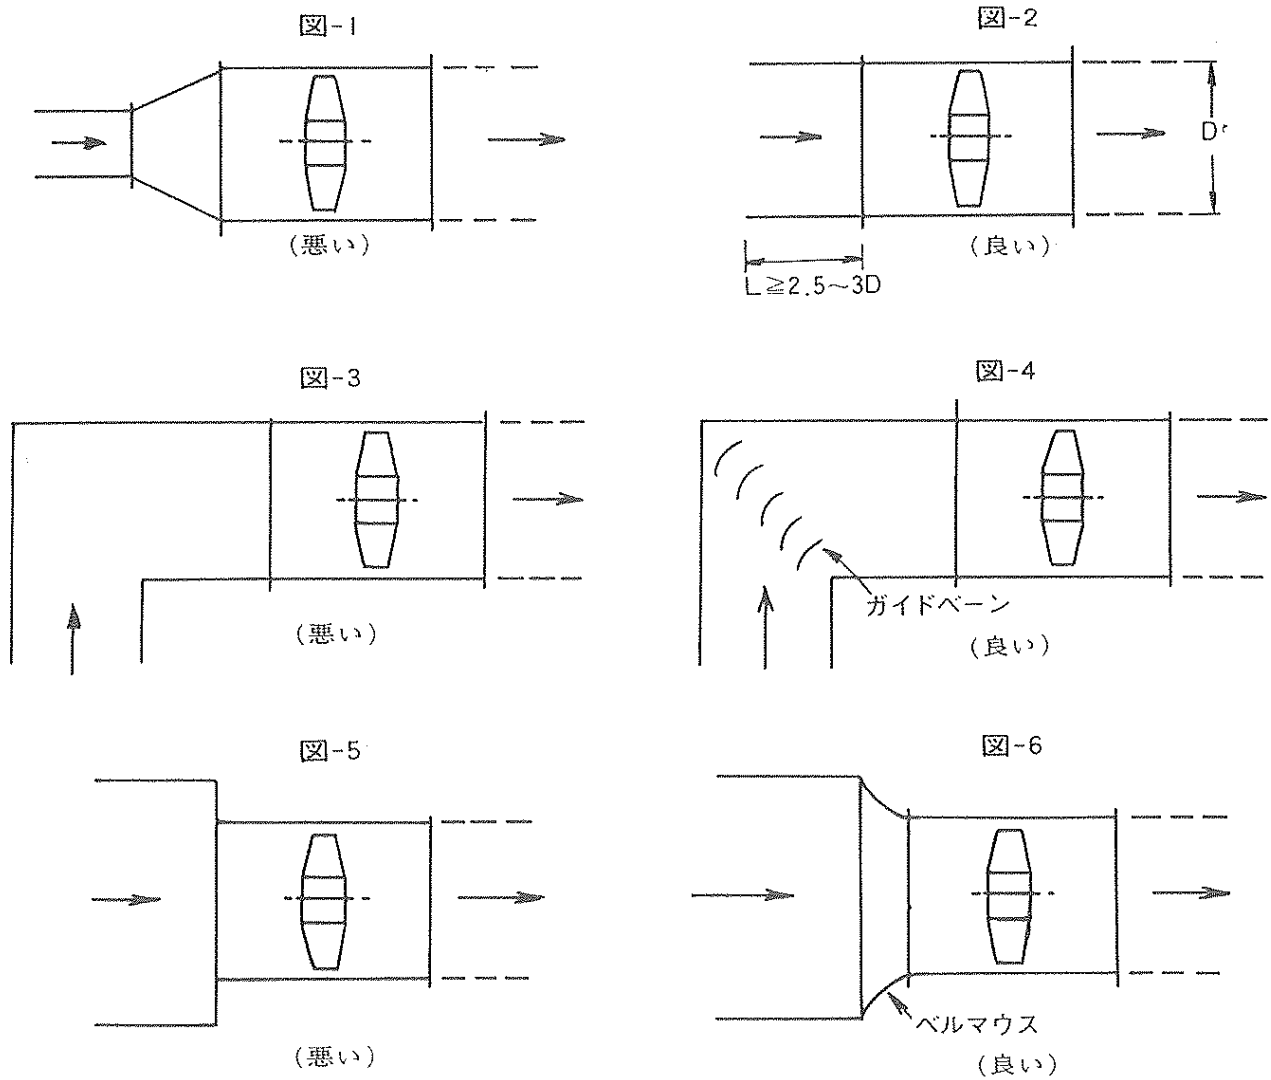 図-1
(悪い)
図-2
D
(良い)
L≧2.5～3D
図-3
(悪い)
図-4
ガイドベーン
(良い)
図-5
(悪い)
図-6
ベルマウス
(良い)